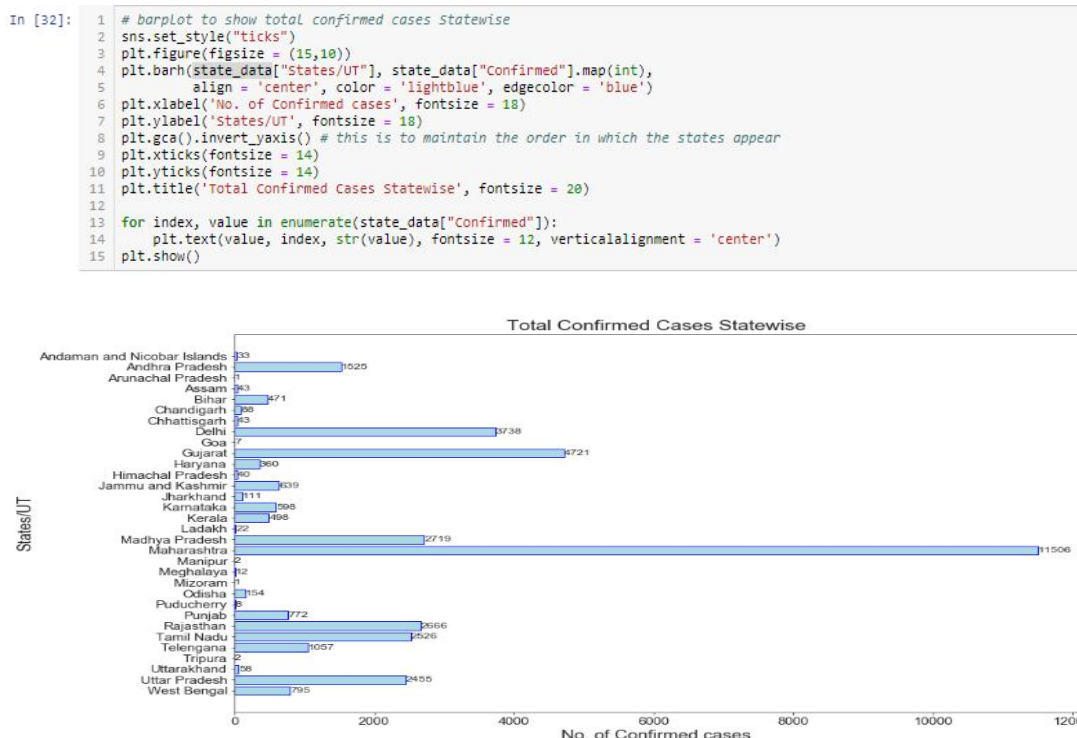 In [32]:
1 # barplot to show total confirmed cases Statewise
2 sns.set_style("ticks")
3 plt.figure(figsize = (15,10))
4 plt.barh(state_data["States/UT"], state_data["Confirmed"].map(int),
5 align = 'center', color = 'lightblue', edgecolor = 'blue')
6 plt.xlabel('No. of Confirmed cases', fontsize = 18)
7 plt.ylabel('States/UT', fontsize = 18)
8 plt.gca().invert_yaxis() # this is to maintain the order in which the states appear
9 plt.xticks(fontsize = 14)
10 plt.yticks(fontsize = 14)
11 plt.title('Total Confirmed Cases Statewise', fontsize = 20)
12
13 for index, value in enumerate(state_data["Confirmed"]):
14 plt.text(value, index, str(value), fontsize = 12, verticalalignment = 'center')
15 plt.show()
Total Confirmed Cases Statewise
States/UT
Andaman and Nicobar Islands 33
Andhra Pradesh 1525
Arunachal Pradesh 1
Assam 43
Bihar 471
Chandigarh 88
Chhattisgarh 43
Delhi 3738
Goa 7
Gujarat 4721
Haryana 360
Himachal Pradesh 40
Jammu and Kashmir 639
Jharkhand 111
Karnataka 598
Kerala 498
Ladakh 22
Madhya Pradesh 2719
Maharashtra 11506
Manipur 2
Meghalaya 12
Mizoram 1
Odisha 154
Puducherry 8
Punjab 772
Rajasthan 2666
Tamil Nadu 2526
Telengana 1057
Tripura 2
Uttarakhand 58
Uttar Pradesh 2455
West Bengal 795
0 2000 4000 6000 8000 10000 1200
No. of Confirmed cases